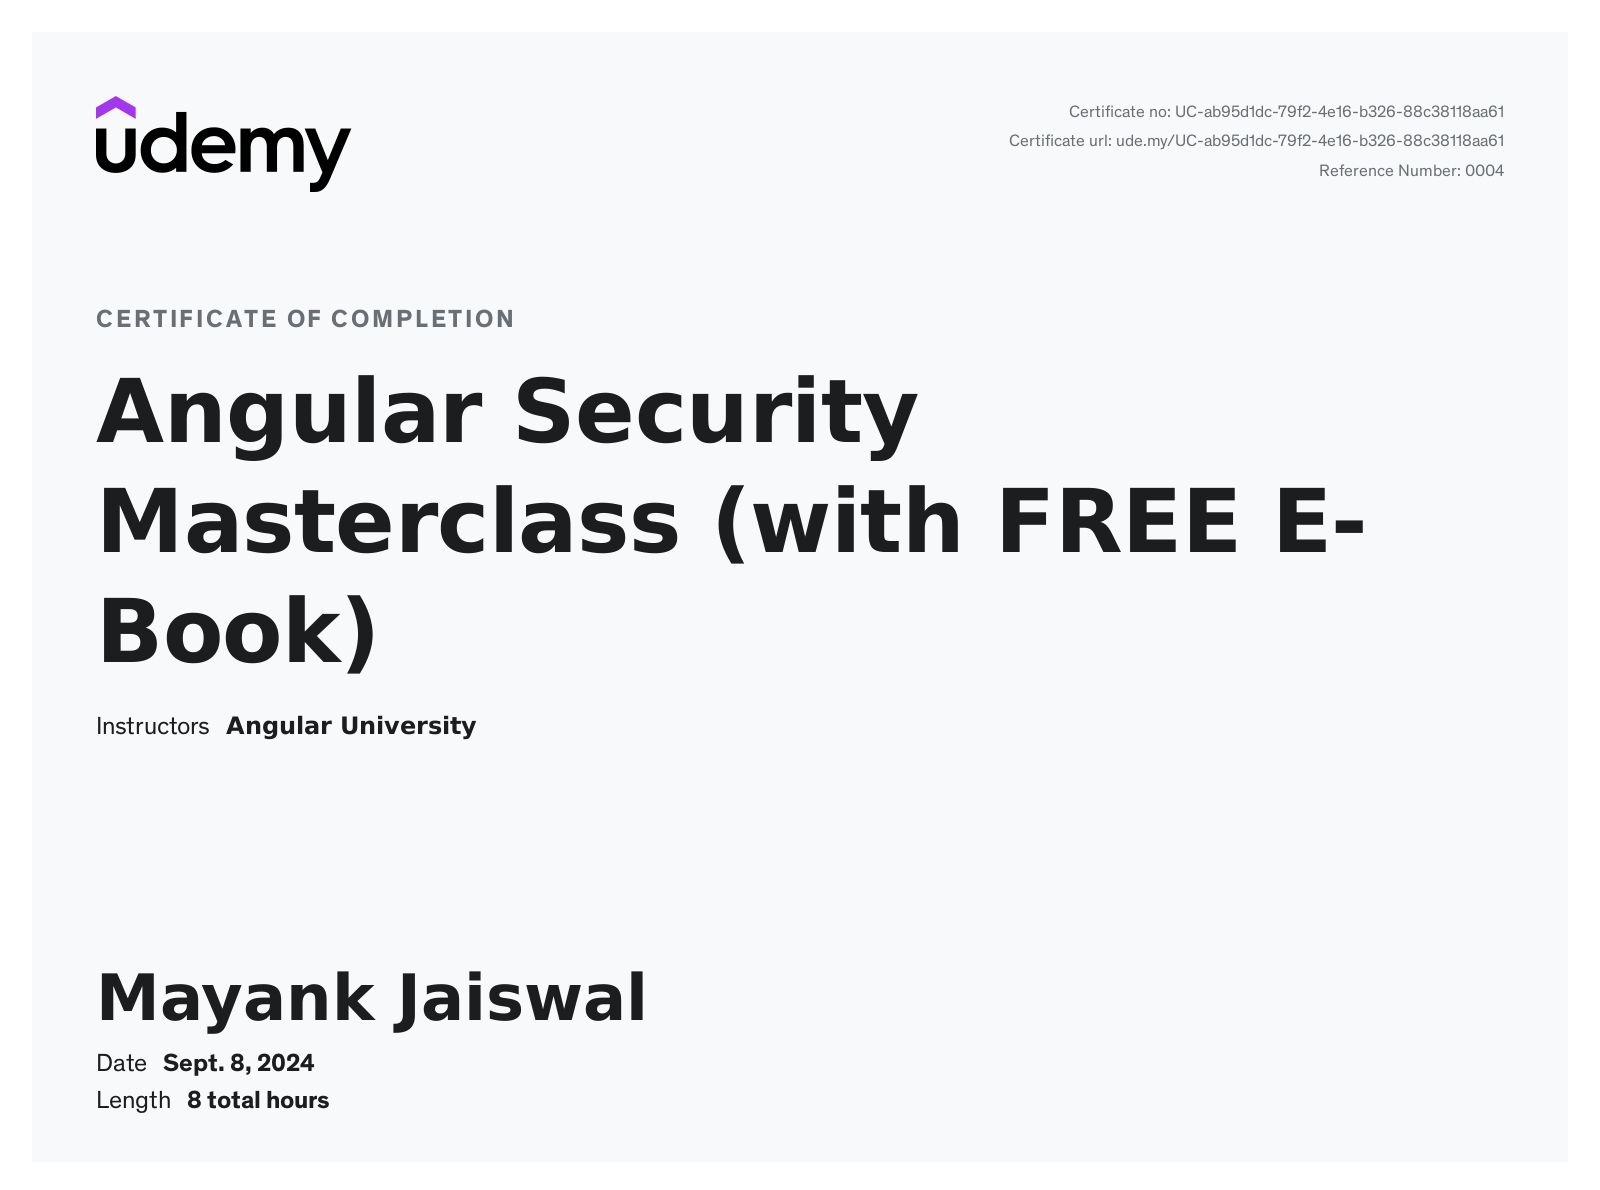 udemy
Certificate no: UC-ab95d1dc-79f2-4e16-b326-88c38118aa61
Certificate url: ude.my/UC-ab95d1dc-79f2-4e16-b326-88c38118aa61
Reference Number: 0004
CERTIFICATE OF COMPLETION
Angular Security
Masterclass (with FREE E-
Book)
Instructors Angular University
Mayank Jaiswal
Date Sept. 8, 2024
Length 8 total hours